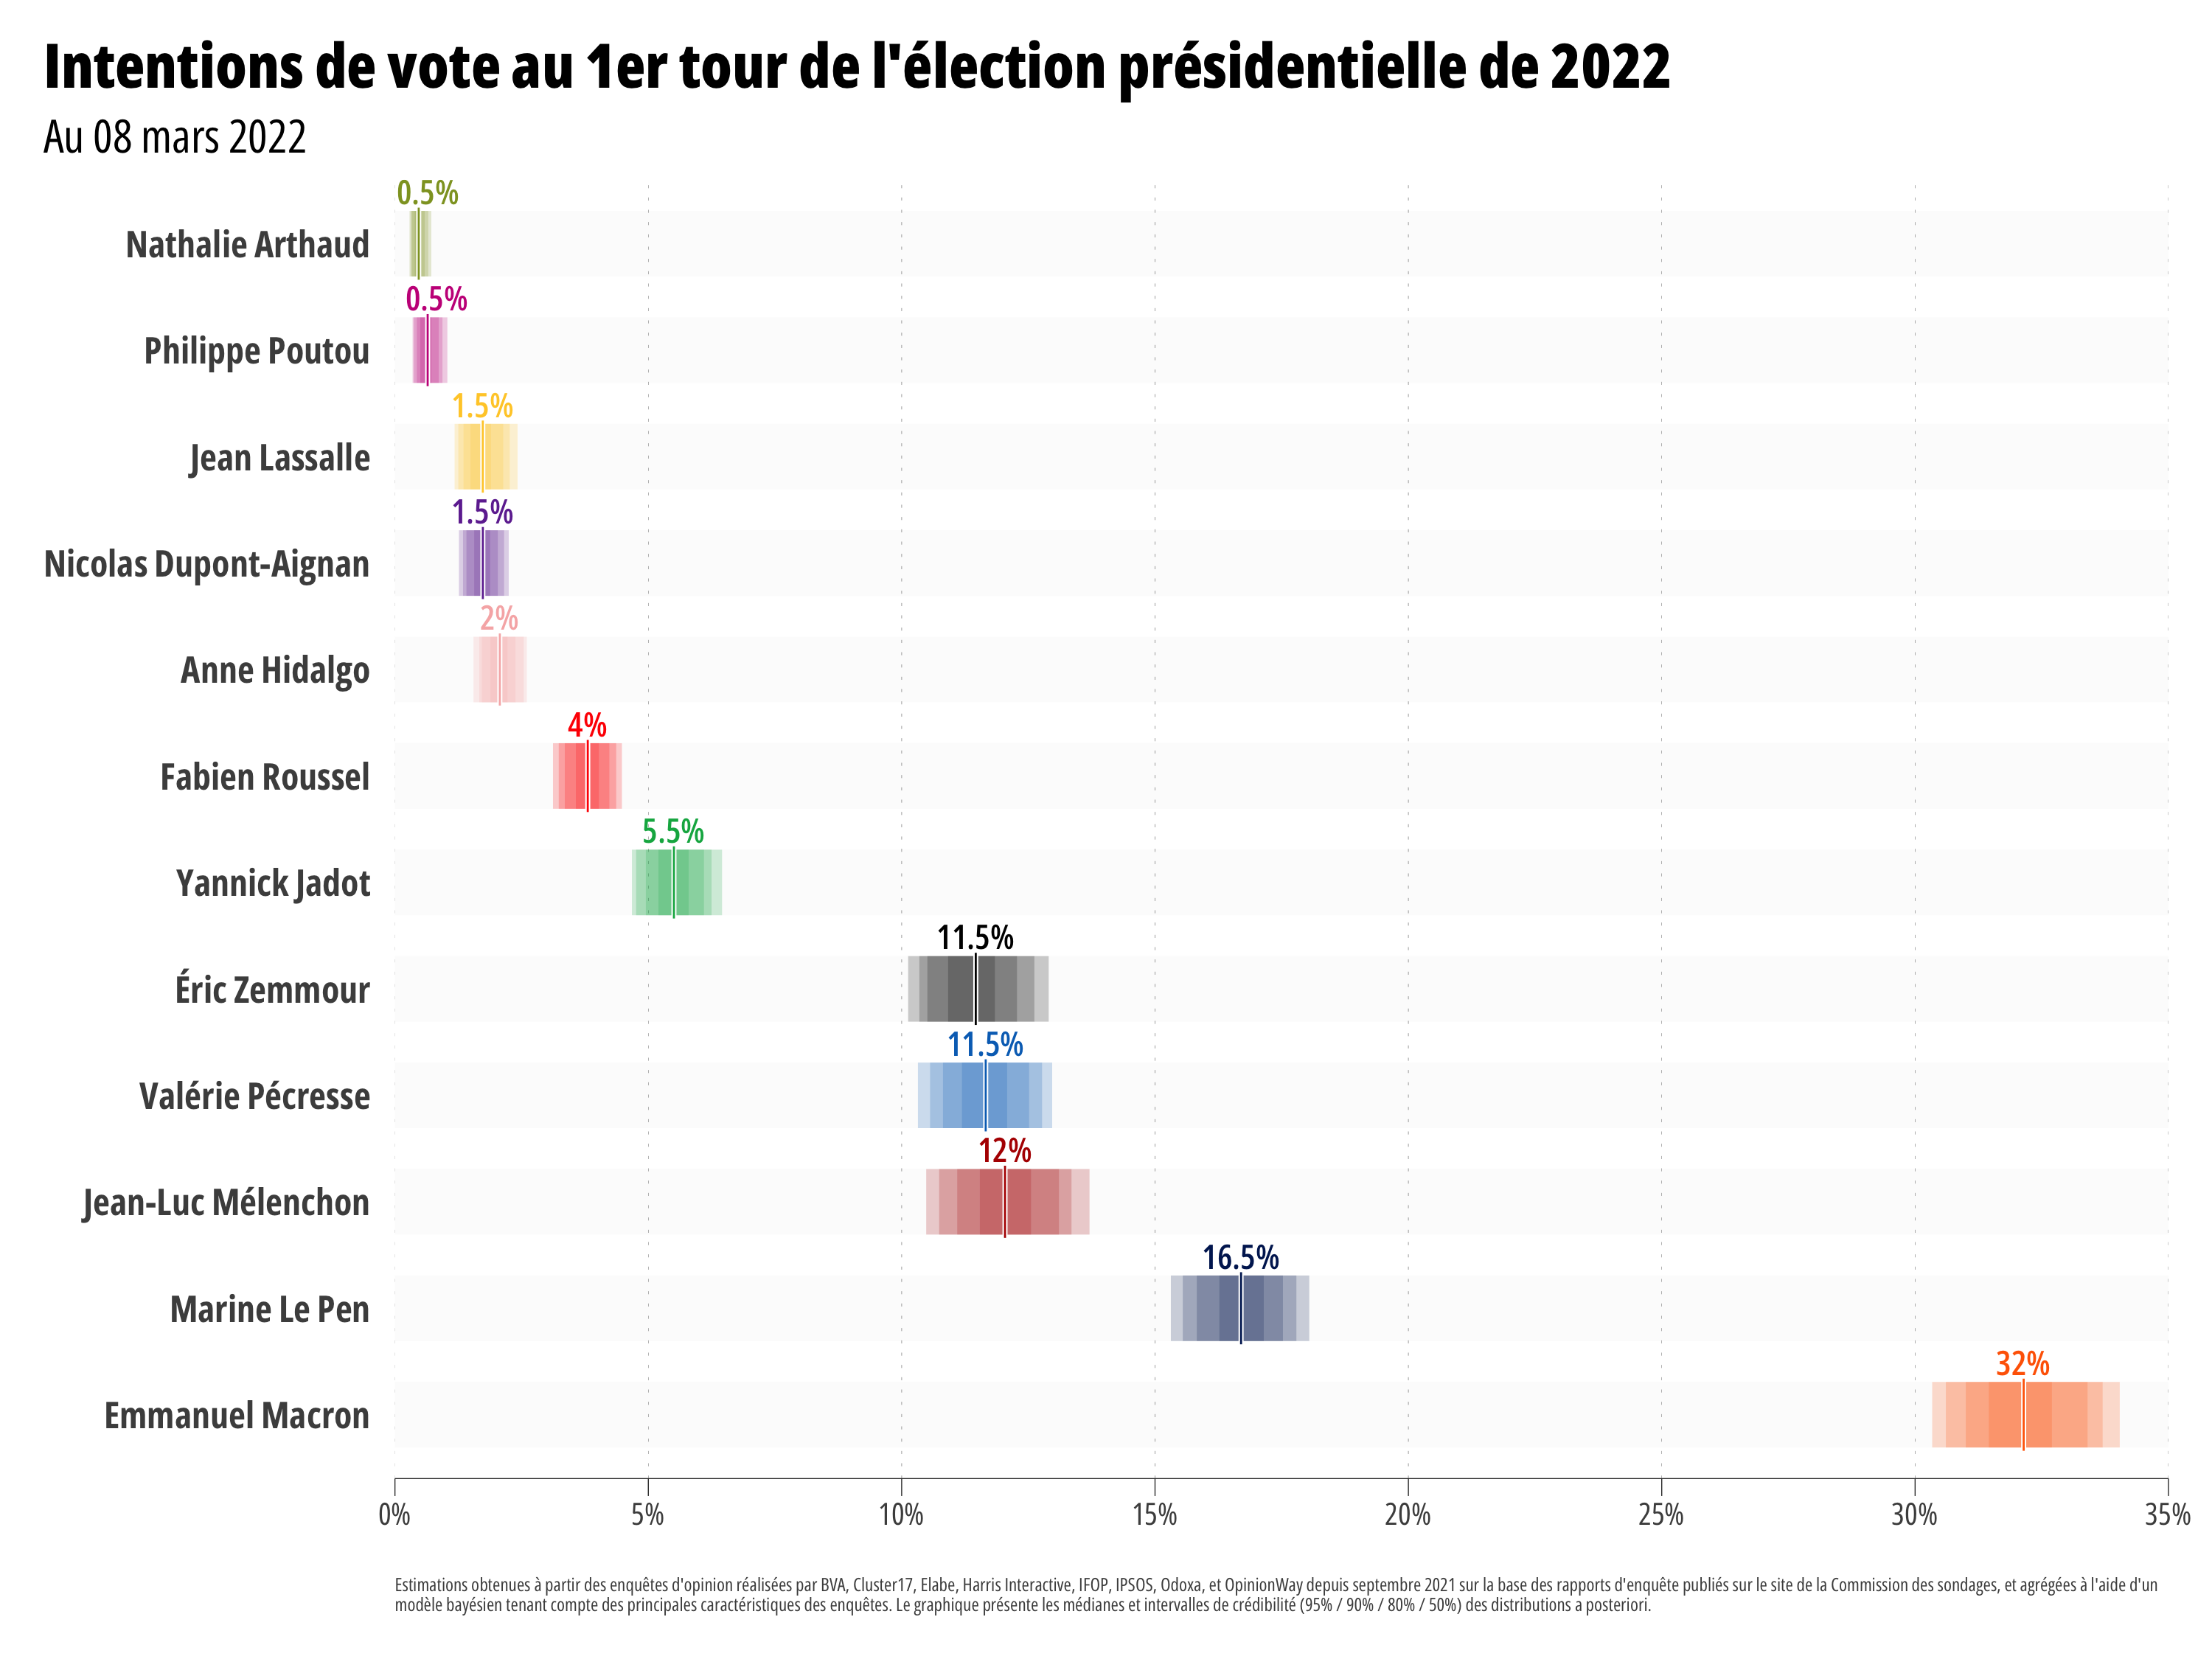 Intentions de vote au 1er tour de l'élection présidentielle de 2022
Au 08 mars 2022
0.5%
Nathalie Arthaud
0.5%
Philippe Poutou
1.5%
Jean Lassalle
1.5%
Nicolas Dupont-Aignan
2%
Anne Hidalgo
4%
Fabien Roussel
5.5%
Yannick Jadot
11.5%
Éric Zemmour
11.5%
Valérie Pécresse
12%
Jean-Luc Mélenchon
16.5%
Marine Le Pen
32%
Emmanuel Macron
0% 5% 10% 15% 20% 25% 30% 35%
Estimations obtenues à partir des enquêtes d'opinion réalisées par BVA, Cluster17, Elabe, Harris Interactive, IFOP, IPSOS, Odoxa, et OpinionWay depuis septembre 2021 sur la base des rapports d'enquête publiés sur le site de la Commission des sondages, et agrégées à l'aide d'un
modèle bayésien tenant compte des principales caractéristiques des enquêtes. Le graphique présente les médianes et intervalles de crédibilité (95% / 90% / 80% / 50%) des distributions a posteriori.